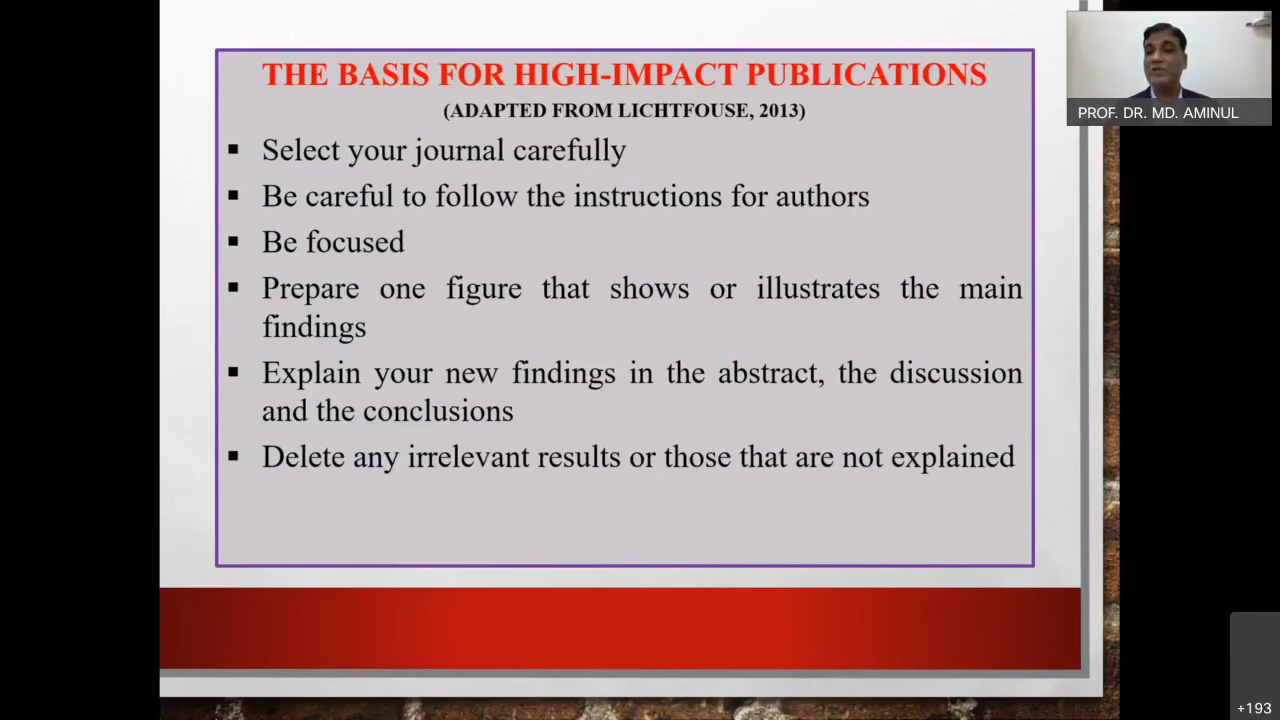 THE BASIS FOR HIGH-IMPACT PUBLICATIONS
(ADAPTED FROM LICHTFOUSE, 2013)
▪ Select your journal carefully
▪ Be careful to follow the instructions for authors
▪ Be focused
▪ Prepare one figure that shows or illustrates the main
findings
▪ Explain your new findings in the abstract, the discussion
and the conclusions
▪ Delete any irrelevant results or those that are not explained
PROF. DR. MD. AMINUL
+193